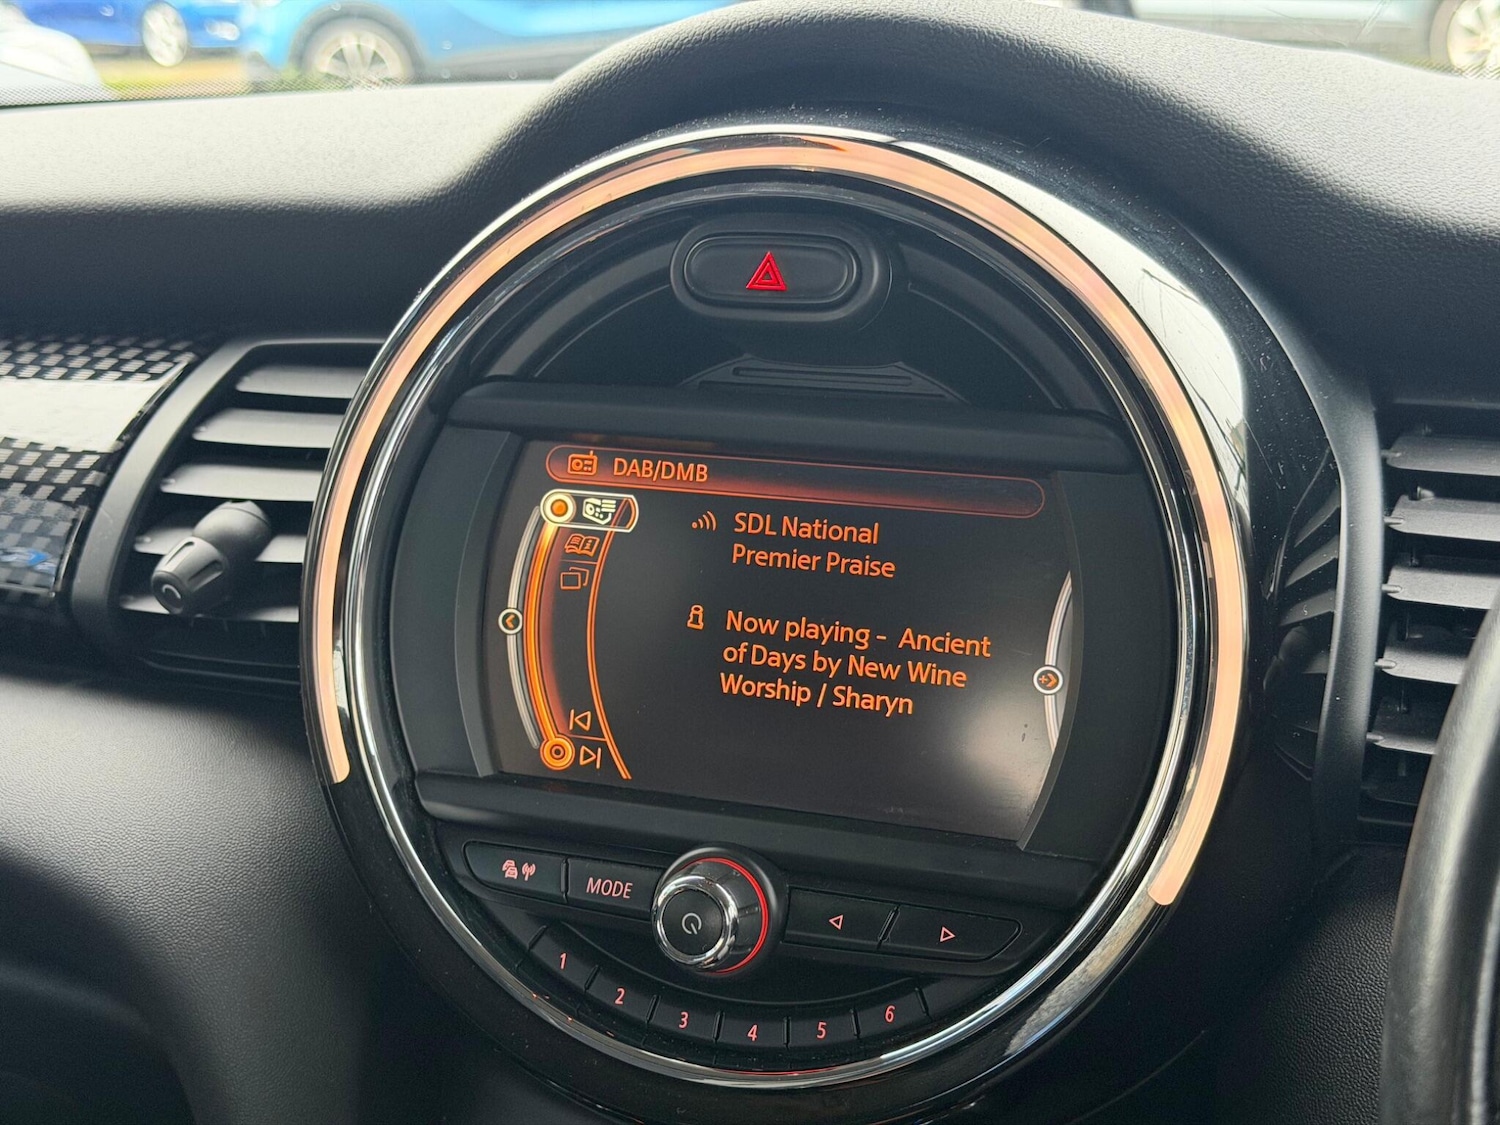 DAB/DMB
SDL National
Premier Praise
Now playing - Ancient
of Days by New Wine
Worship / Sharyn
MODE
1
2
3
4
5
6